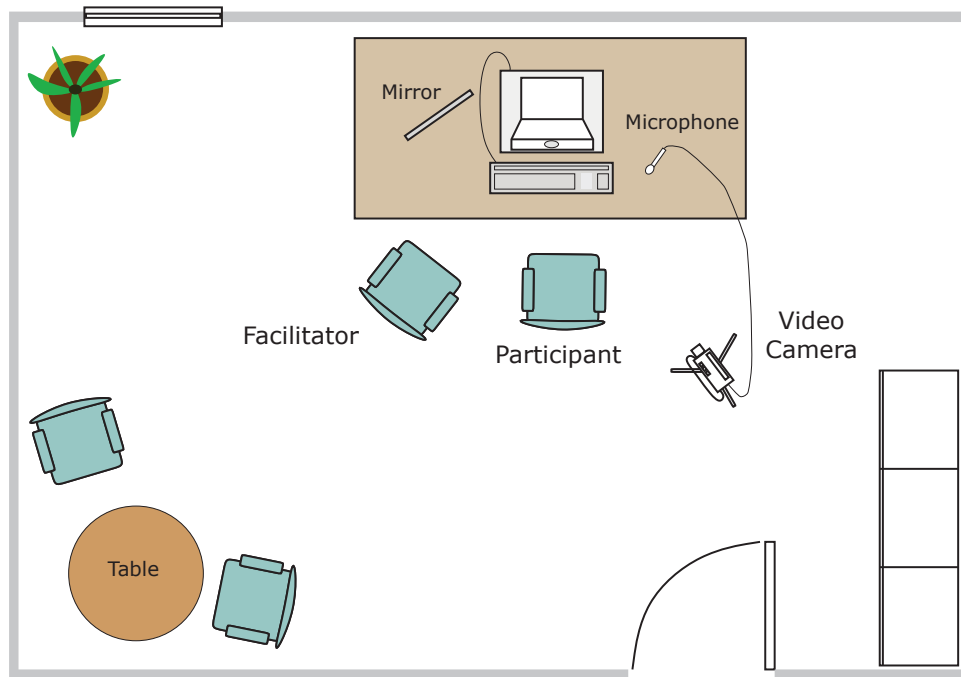 Mirror
Microphone
Facilitator
Participant
Video
Camera
Table